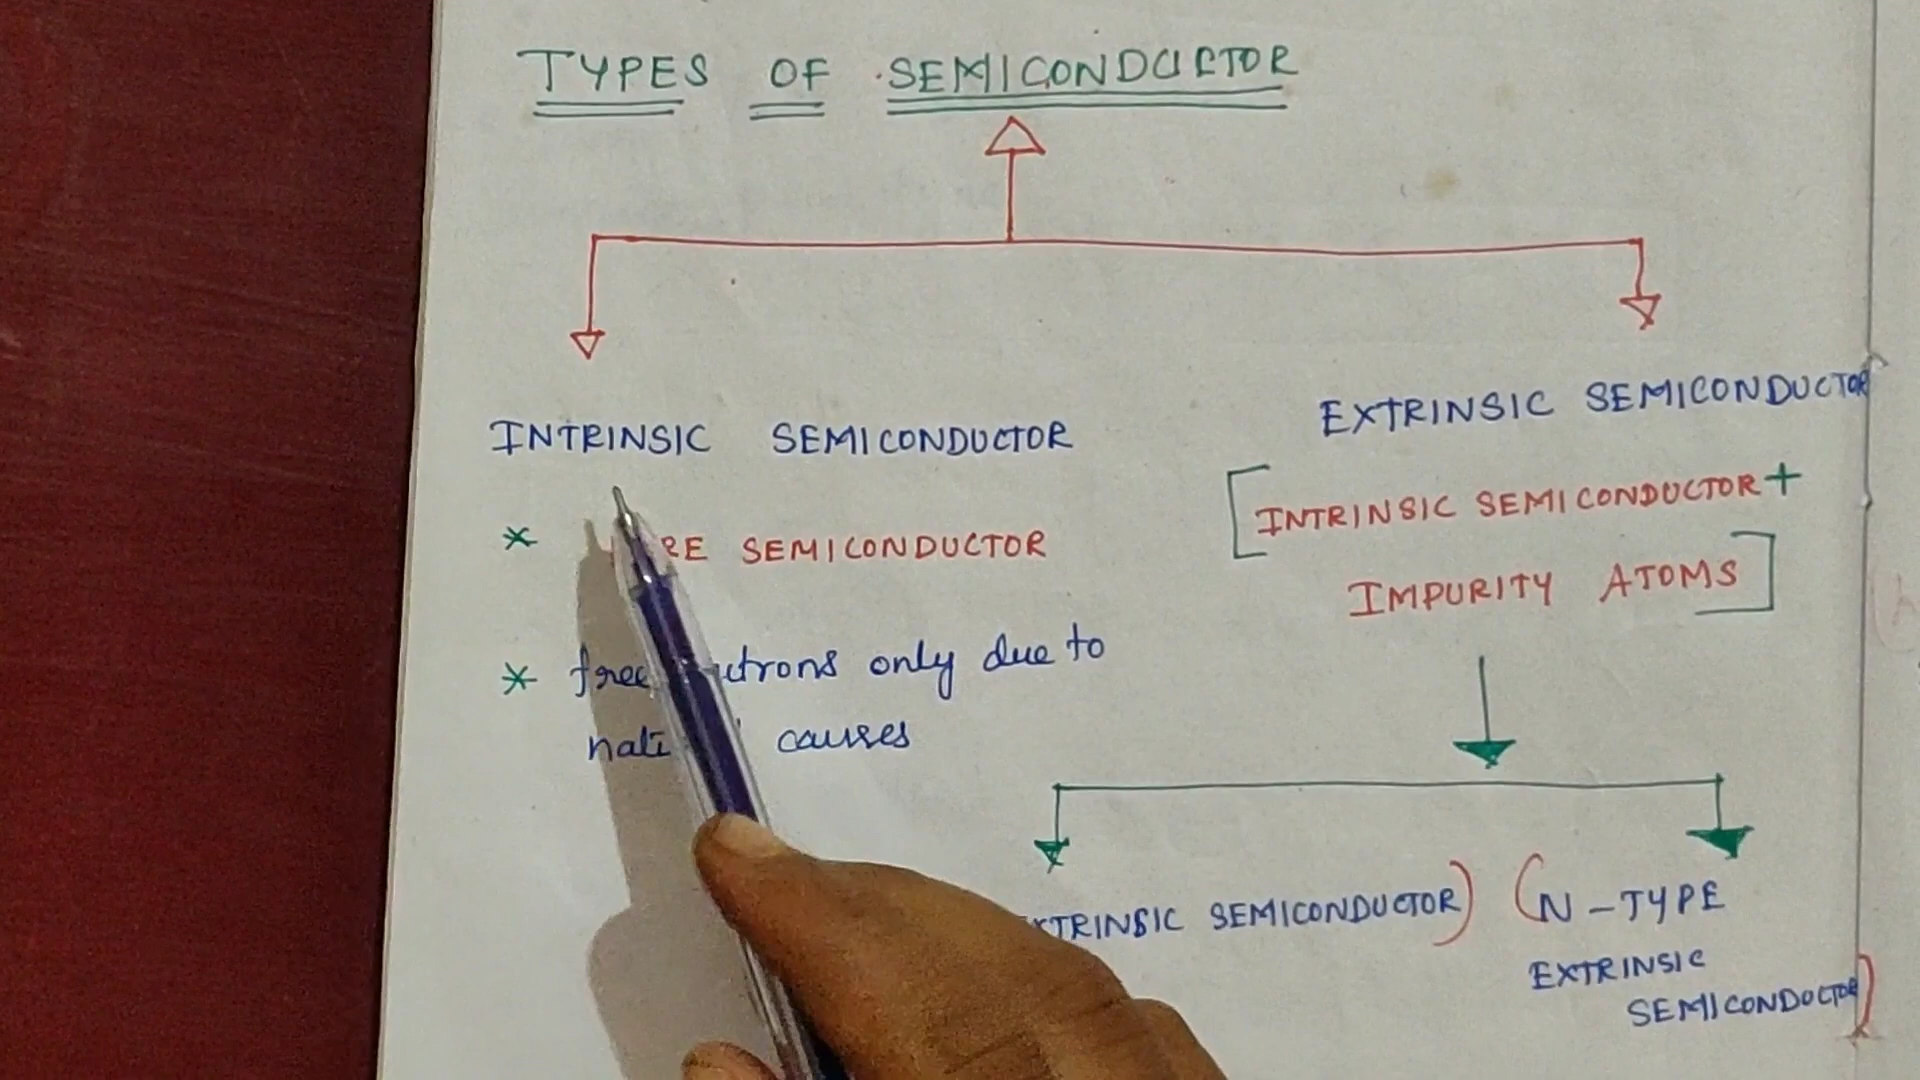 TYPES OF SEMICONDUCTOR
INTRINSIC SEMICONDUCTOR
* SEMICONDUCTOR
* free only due to
causes
EXTRINSIC SEMICONDUCTOR
[INTRINSIC SEMICONDUCTOR +
IMPURITY ATOMS]
SEMICONDUCTOR)
(N-TYPE
EXTRINSIC
SEMICONDUCTOR)